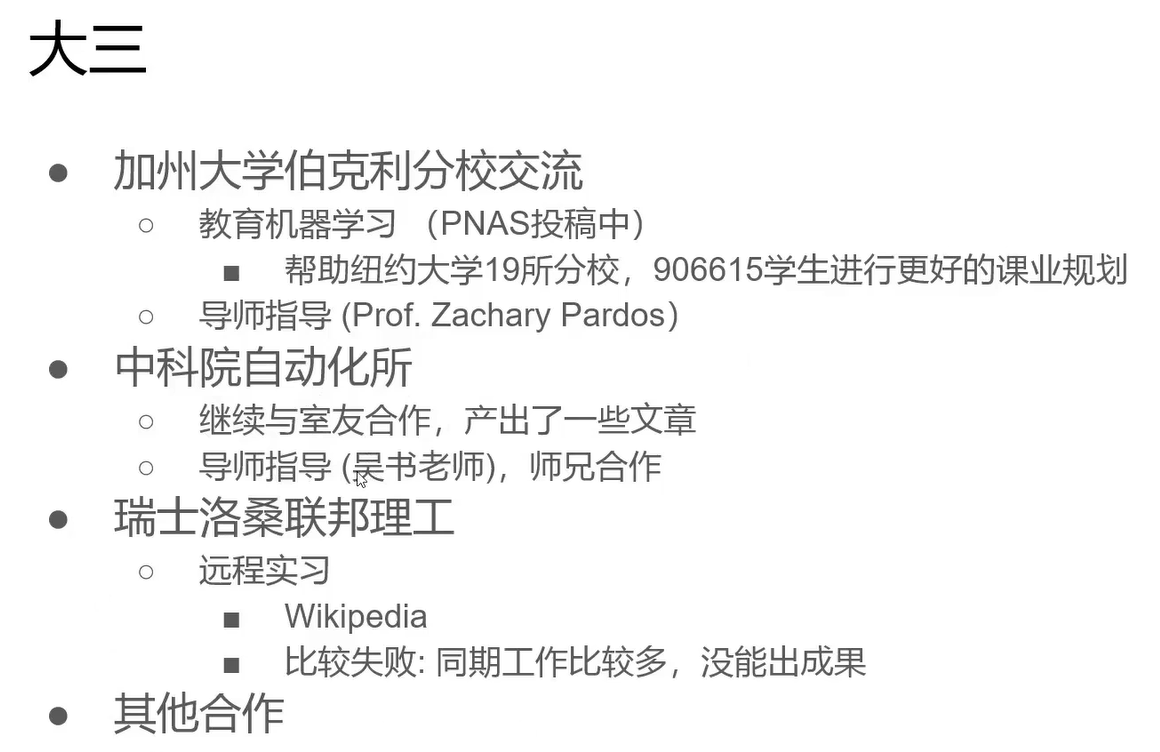 大三
● 加州大学伯克利分校交流
○ 教育机器学习 （PNAS投稿中）
■ 帮助纽约大学19所分校，906615学生进行更好的课业规划
○ 导师指导 (Prof. Zachary Pardos）
● 中科院自动化所
○ 继续与室友合作，产出了一些文章
○ 导师指导 (吴书老师)，师兄合作
● 瑞士洛桑联邦理工
○ 远程实习
■ Wikipedia
■ 比较失败: 同期工作比较多，没能出成果
● 其他合作